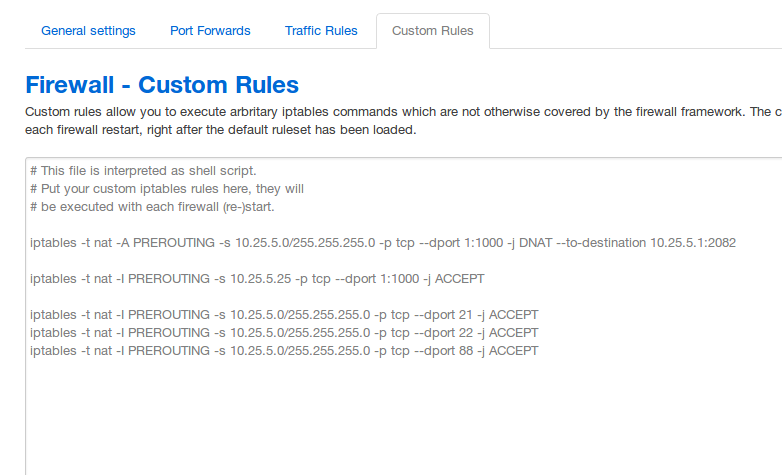 General settings Port Forwards Traffic Rules Custom Rules
Firewall - Custom Rules
Custom rules allow you to execute arbritary iptables commands which are not otherwise covered by the firewall framework. The c
each firewall restart, right after the default ruleset has been loaded.
# This file is interpreted as shell script.
# Put your custom iptables rules here, they will
# be executed with each firewall (re-)start.
iptables -t nat -A PREROUTING -s 10.25.5.0/255.255.255.0 -p tcp --dport 1:1000 -j DNAT --to-destination 10.25.5.1:2082
iptables -t nat -I PREROUTING -s 10.25.5.25 -p tcp --dport 1:1000 -j ACCEPT
iptables -t nat -I PREROUTING -s 10.25.5.0/255.255.255.0 -p tcp --dport 21 -j ACCEPT
iptables -t nat -I PREROUTING -s 10.25.5.0/255.255.255.0 -p tcp --dport 22 -j ACCEPT
iptables -t nat -I PREROUTING -s 10.25.5.0/255.255.255.0 -p tcp --dport 88 -j ACCEPT